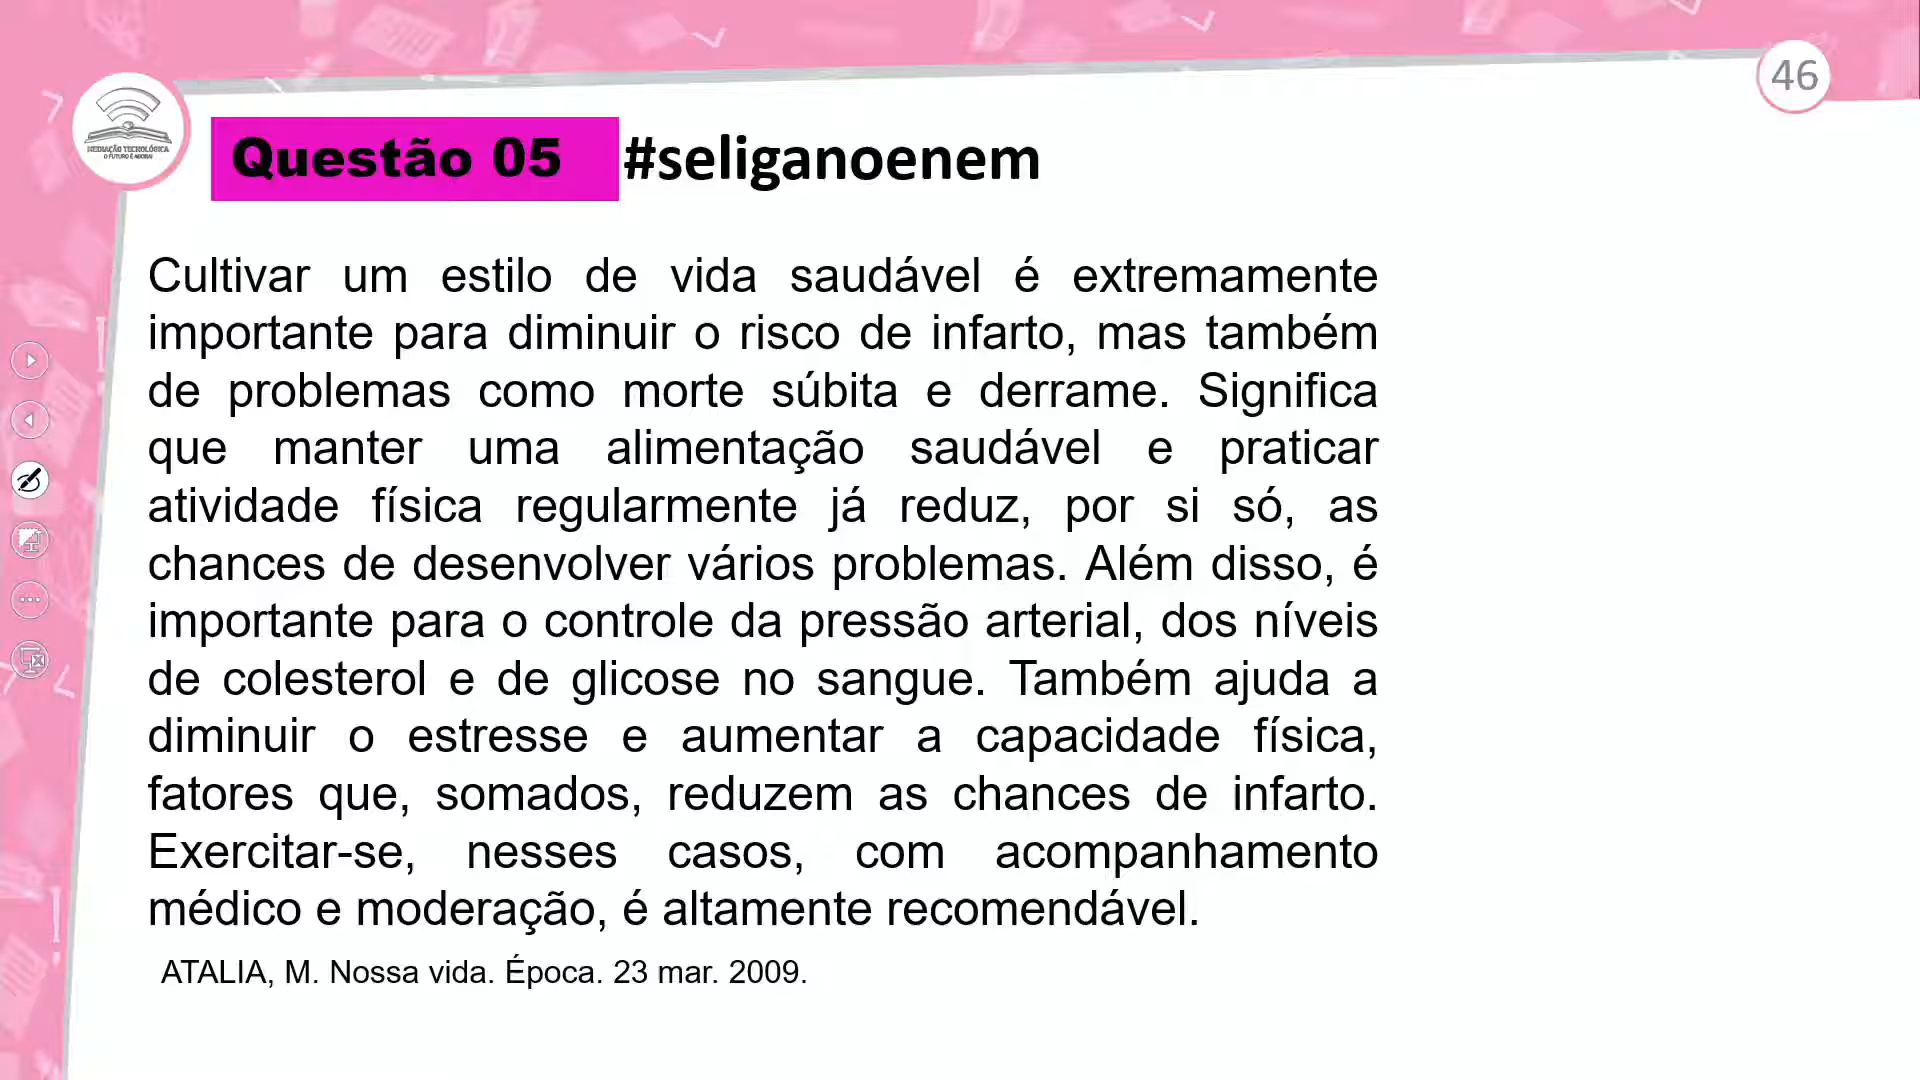 46
MEDIAÇÃO TECNOLÓGICA
O FUTURO É AGORA!
Questão 05 #seliganoenem
Cultivar um estilo de vida saudável é extremamente
importante para diminuir o risco de infarto, mas também
de problemas como morte súbita e derrame. Significa
que manter uma alimentação saudável e praticar
atividade física regularmente já reduz, por si só, as
chances de desenvolver vários problemas. Além disso, é
importante para o controle da pressão arterial, dos níveis
de colesterol e de glicose no sangue. Também ajuda a
diminuir o estresse e aumentar a capacidade física,
fatores que, somados, reduzem as chances de infarto.
Exercitar-se, nesses casos, com acompanhamento
médico e moderação, é altamente recomendável.
ATALIA, M. Nossa vida. Época. 23 mar. 2009.